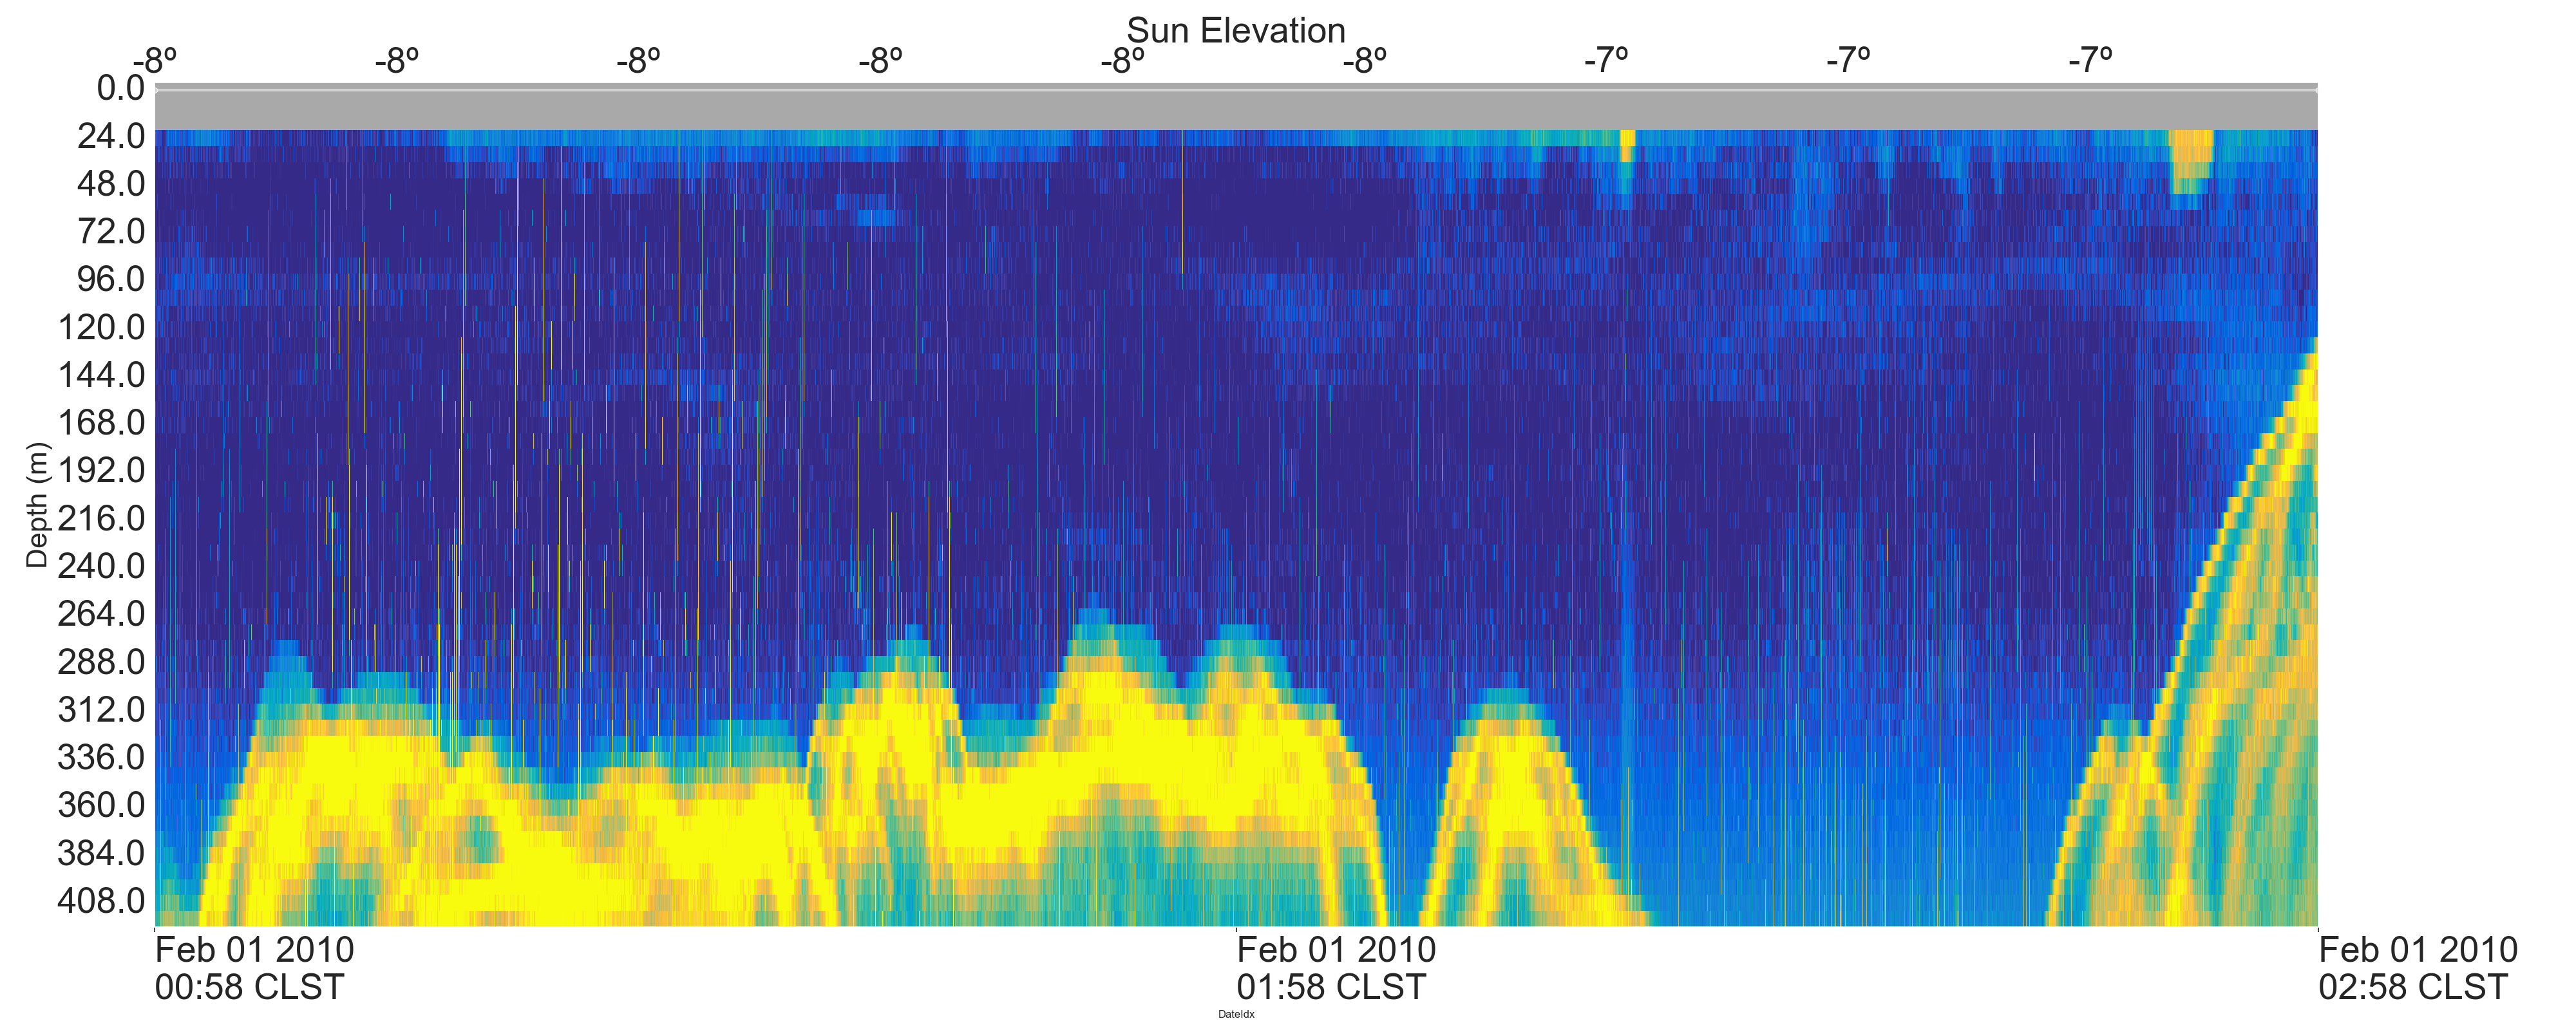 Sun Elevation
-8º -8º -8º -8º -8º -8º -7º -7º -7º
0.0
24.0
48.0
72.0
96.0
120.0
144.0
168.0
192.0
216.0
240.0
264.0
288.0
312.0
336.0
360.0
384.0
408.0
Depth (m)
Feb 01 2010
00:58 CLST
Feb 01 2010
01:58 CLST
Feb 01 2010
02:58 CLST
DateIdx